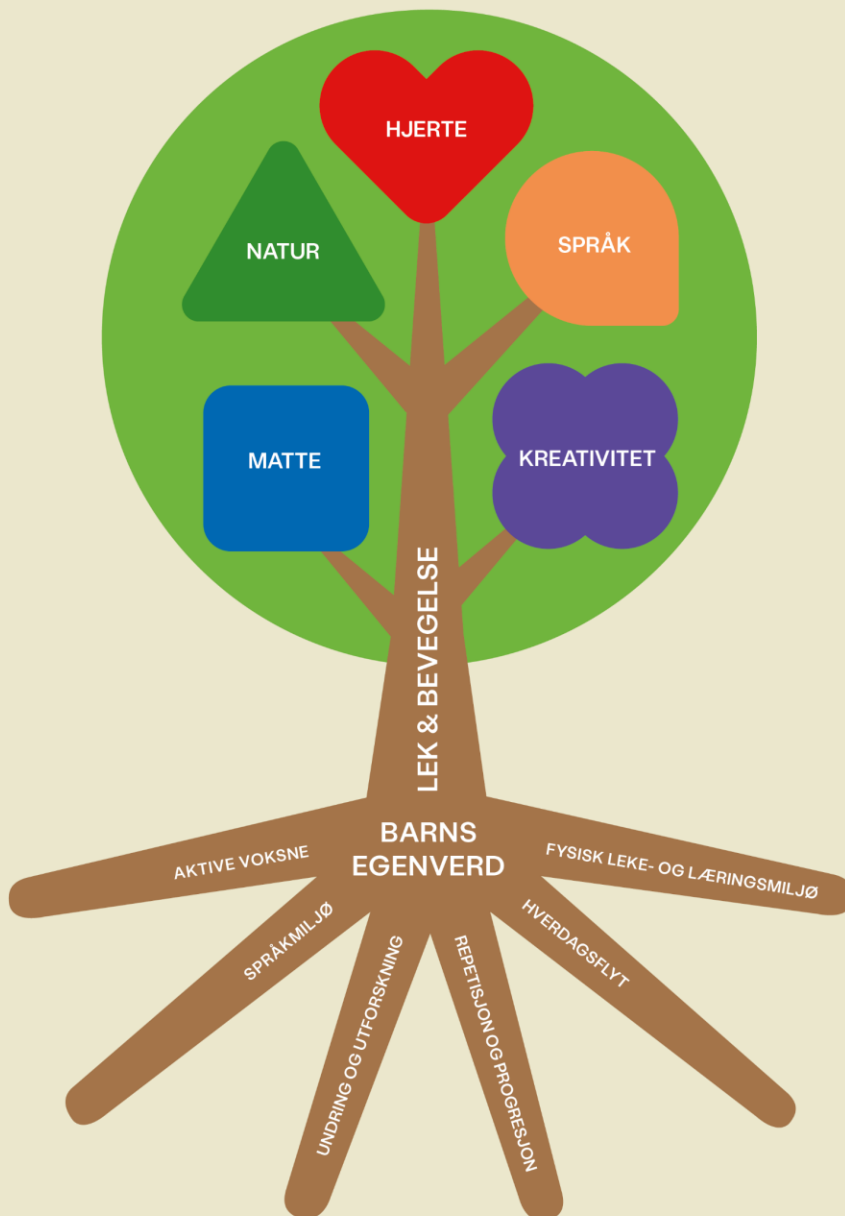 HJERTE
NATUR
SPRÅK
MATTE
KREATIVITET
LEK & BEVEGELSE
BARNS
EGENVERD
AKTIVE VOKSNE
SPRÅKMILJØ
UNDRING OG UTFORSKNING
REPETISJON OG PROGRESJON
HVERDAGSFLYT
FYSISK LEKE- OG LÆRINGSMILJØ